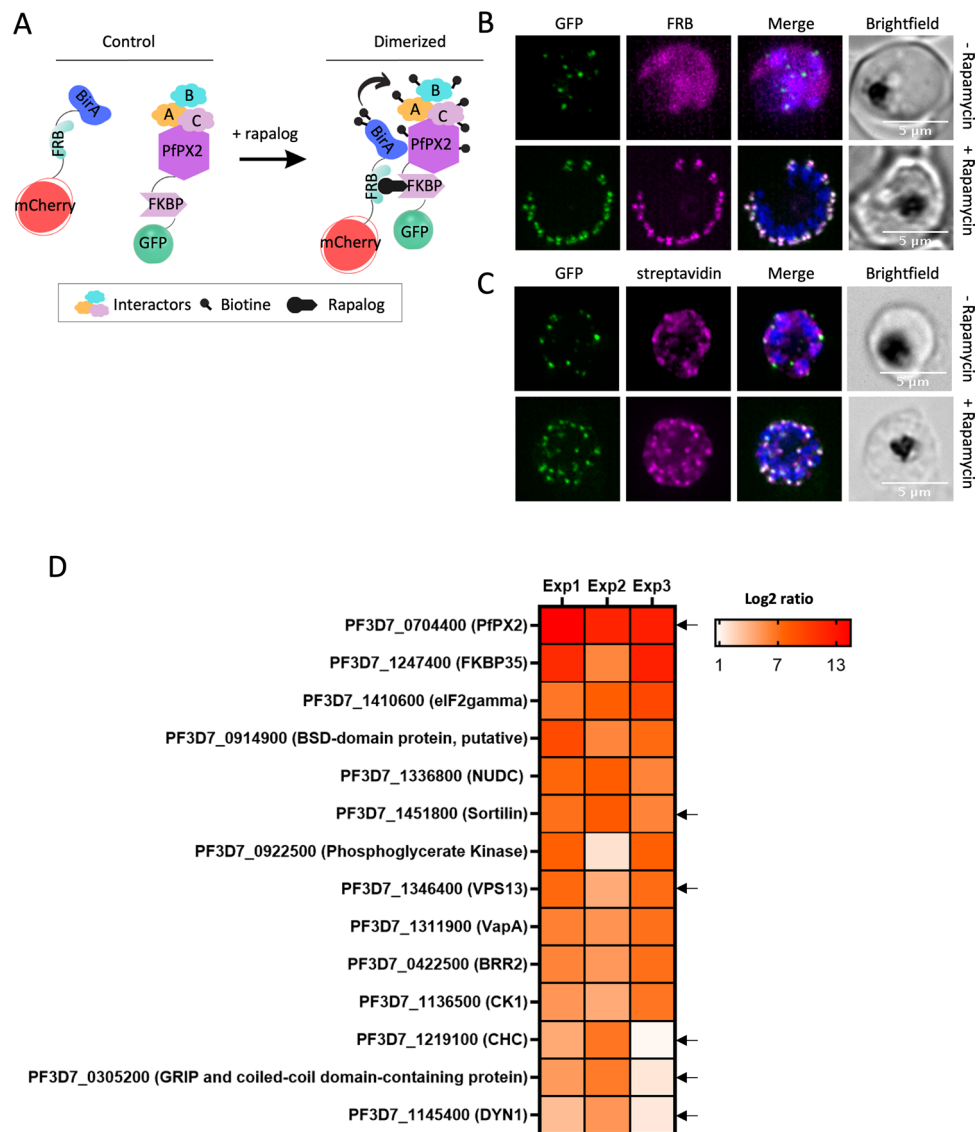 A
Control
Dimerized
BirA
B
A
C
FRB
PfPX2
mCherry
FKBP
GFP
+ rapalog
B
A
C
BirA
PfPX2
FRB
FKBP
mCherry
GFP
Interactors
Biotine
Rapalog
B
GFP
FRB
Merge
Brightfield
- Rapamycin
5 µm
+ Rapamycin
5 µm
C
GFP
streptavidin
Merge
Brightfield
- Rapamycin
5 µm
+ Rapamycin
5 µm
D
Exp1 Exp2 Exp3
Log2 ratio
1 7 13
PF3D7_0704400 (PfPX2)
PF3D7_1247400 (FKBP35)
PF3D7_1410600 (eIF2gamma)
PF3D7_0914900 (BSD-domain protein, putative)
PF3D7_1336800 (NUDC)
PF3D7_1451800 (Sortilin)
PF3D7_0922500 (Phosphoglycerate Kinase)
PF3D7_1346400 (VPS13)
PF3D7_1311900 (VapA)
PF3D7_0422500 (BRR2)
PF3D7_1136500 (CK1)
PF3D7_1219100 (CHC)
PF3D7_0305200 (GRIP and coiled-coil domain-containing protein)
PF3D7_1145400 (DYN1)